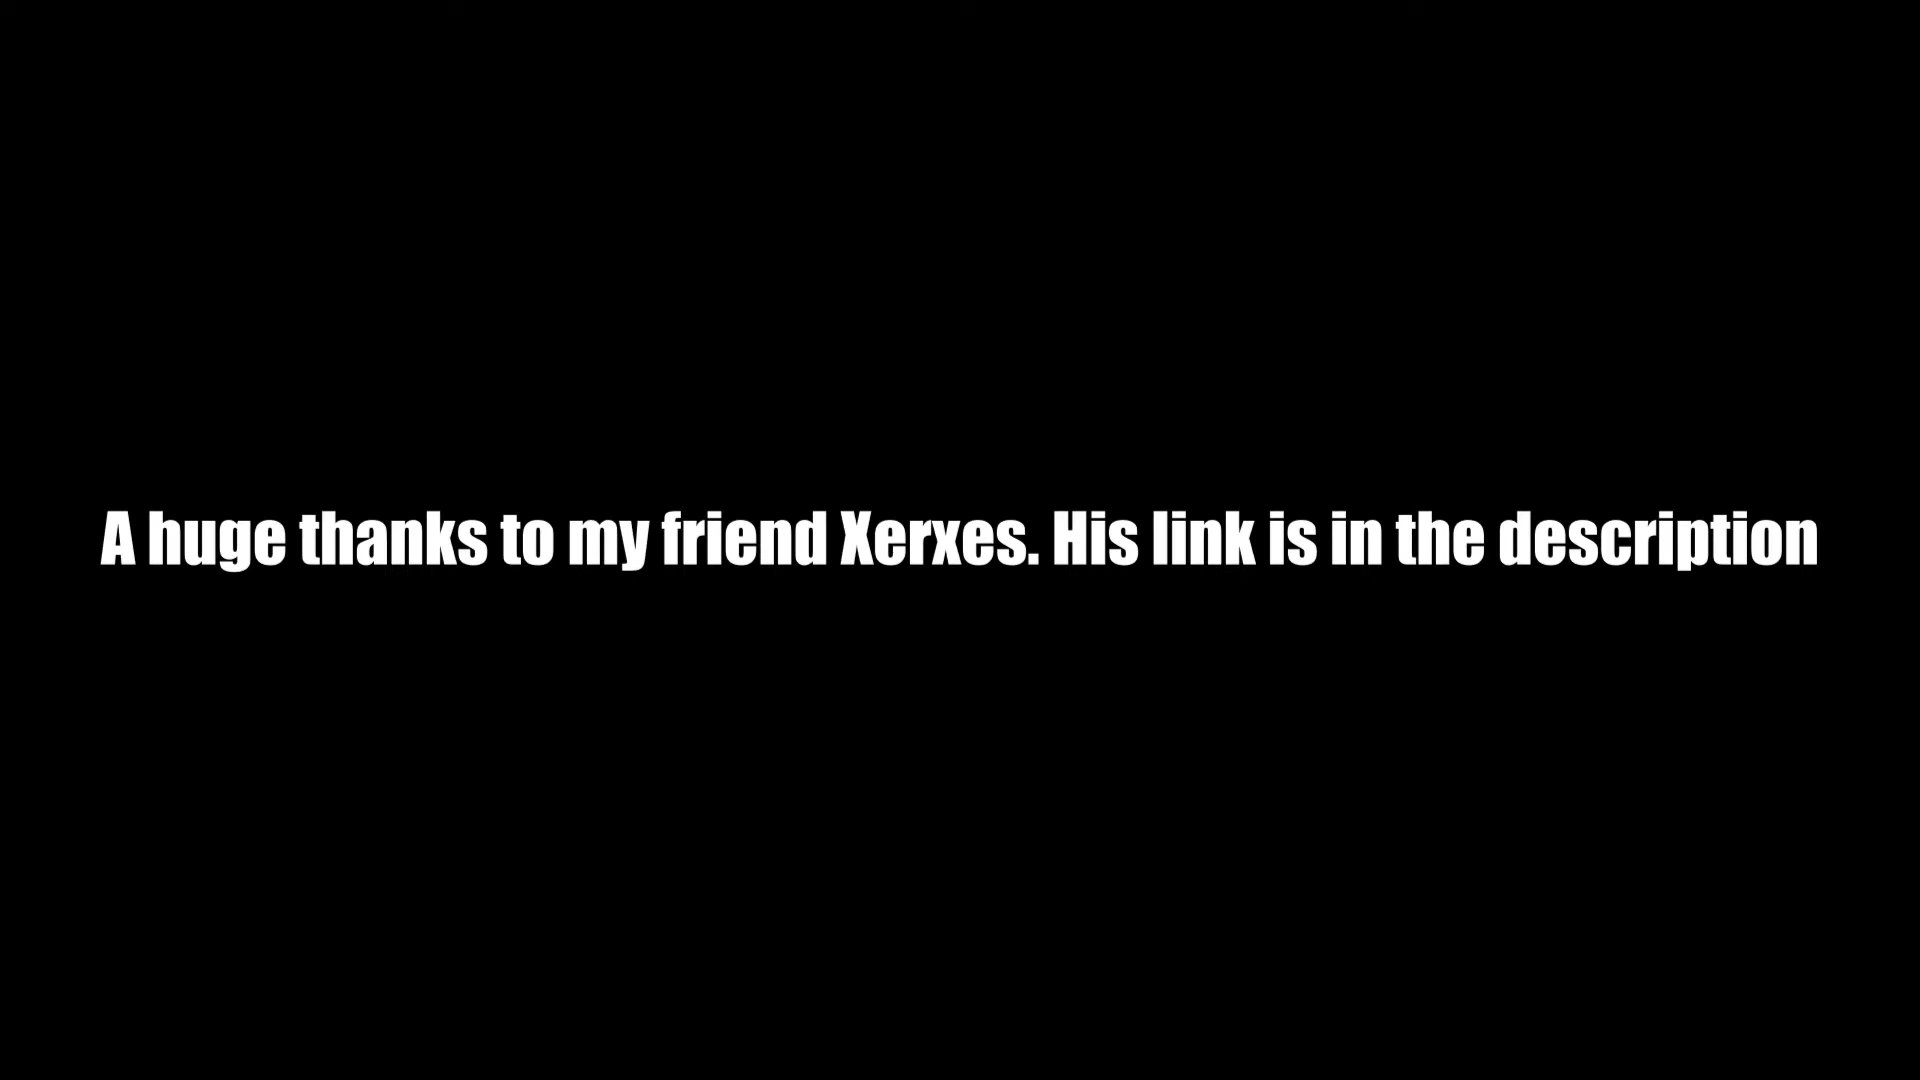 A huge thanks to my friend Xerxes. His link is in the description